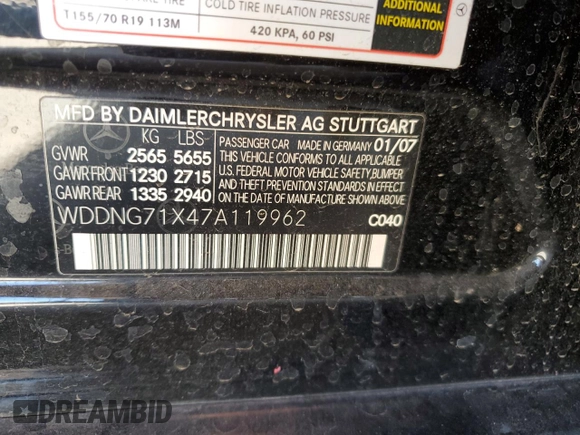 T155/70 R19 113M
COLD TIRE INFLATION PRESSURE
420 KPA, 60 PSI
ADDITIONAL
INFORMATION
MFD BY DAIMLERCHRYSLER AG STUTTGART
KG LBS
GVWR 2565 5655
GAWR FRONT 1230 2715
GAWR REAR 1335 2940
PASSENGER CAR MADE IN GERMANY 01/07
THIS VEHICLE CONFORMS TO ALL APPLICABLE
U.S. FEDERAL MOTOR VEHICLE SAFETY,BUMPER
AND THEFT PREVENTION STANDARDS IN EFFECT
ON THE DATE OF MANUFACTURE SHOWN ABOVE.
WDDNG71X47A119962
C040
DREAMBID